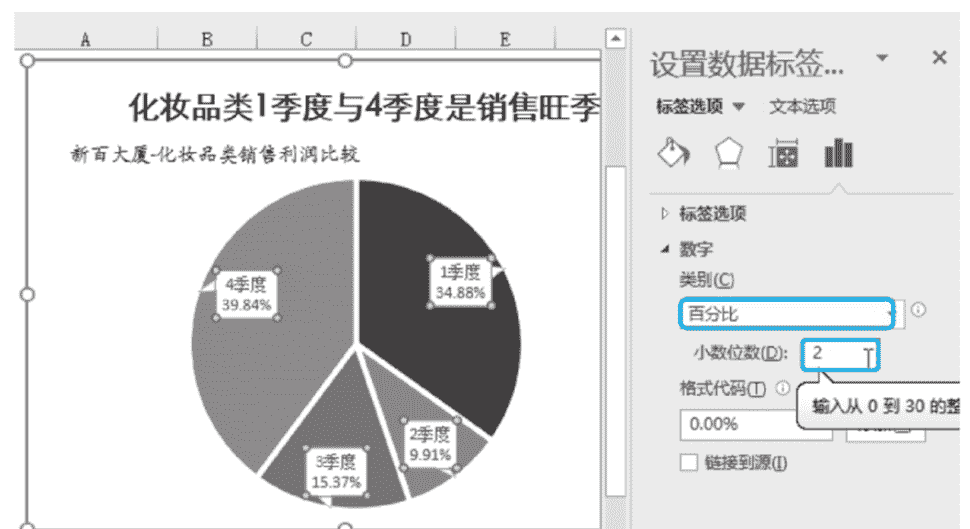 A B C D E
化妆品类1季度与4季度是销售旺季
新百大厦-化妆品类销售利润比较
4季度
39.84%
1季度
34.88%
2季度
9.91%
3季度
15.37%
设置数据标签...
标签选项 文本选项
标签选项
数字
类别(C)
百分比
小数位数(D): 2
格式代码(T)
输入从 0 到 30 的整
0.00%
链接到源(I)